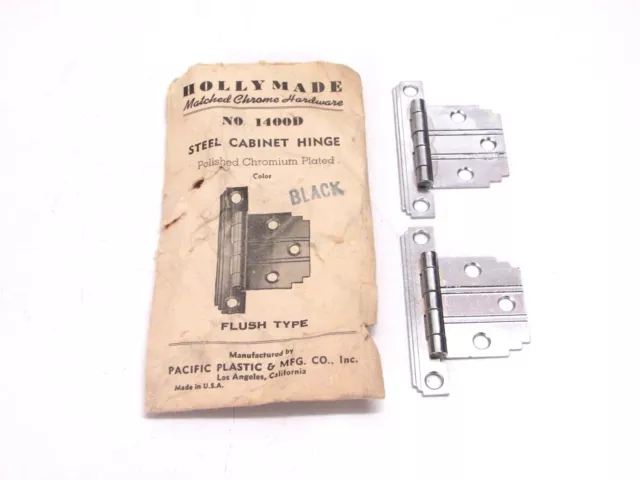 HOLLYMADE
Matched Chrome Hardware
NO. 1400D
STEEL CABINET HINGE
Polished Chromium Plated
Color
BLACK
FLUSH TYPE
Manufactured by
PACIFIC PLASTIC & MFG. CO., Inc.
Los Angeles, California
Made in U.S.A.